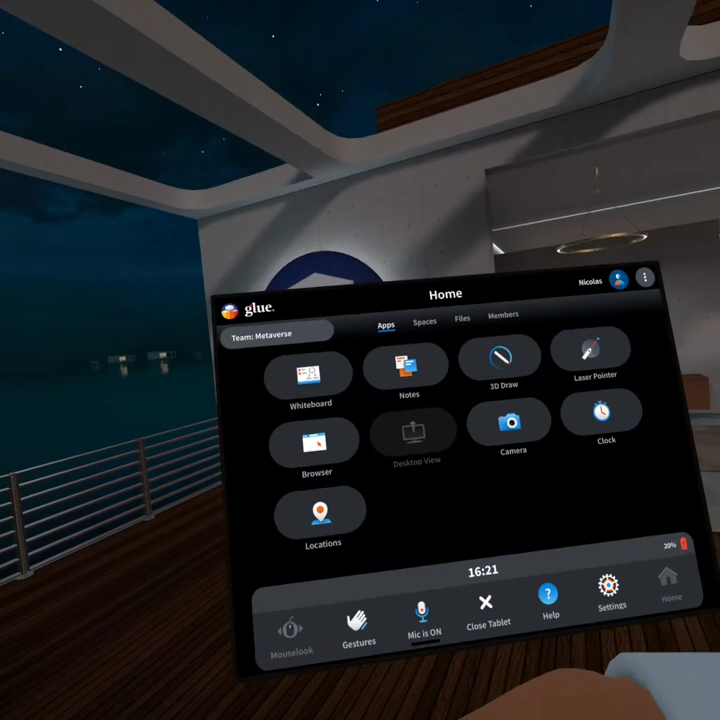 glue.
Home
Nicolas
Team: Metaverse
Apps
Spaces
Files
Members
Whiteboard
Notes
3D Draw
Laser Pointer
Browser
Desktop View
Camera
Clock
Locations
16:21
20%
Mouselook
Gestures
Mic is ON
Close Tablet
?
Help
Settings
Home